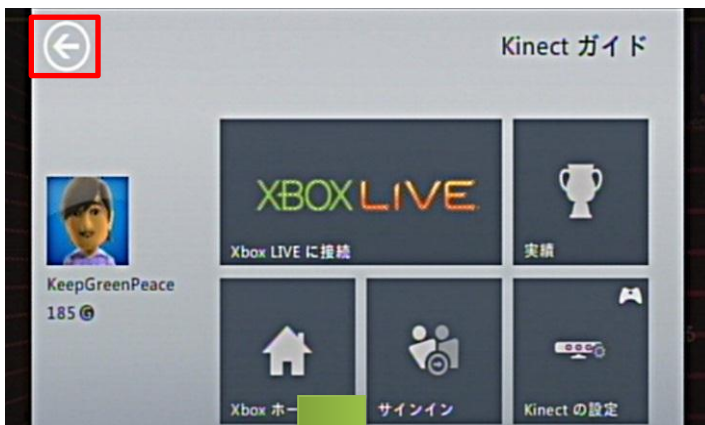 Kinect ガイド
XBOX LIVE
Xbox LIVE に接続
実績
KeepGreenPeace
185 G
Xbox ホー
サインイン
Kinect の設定